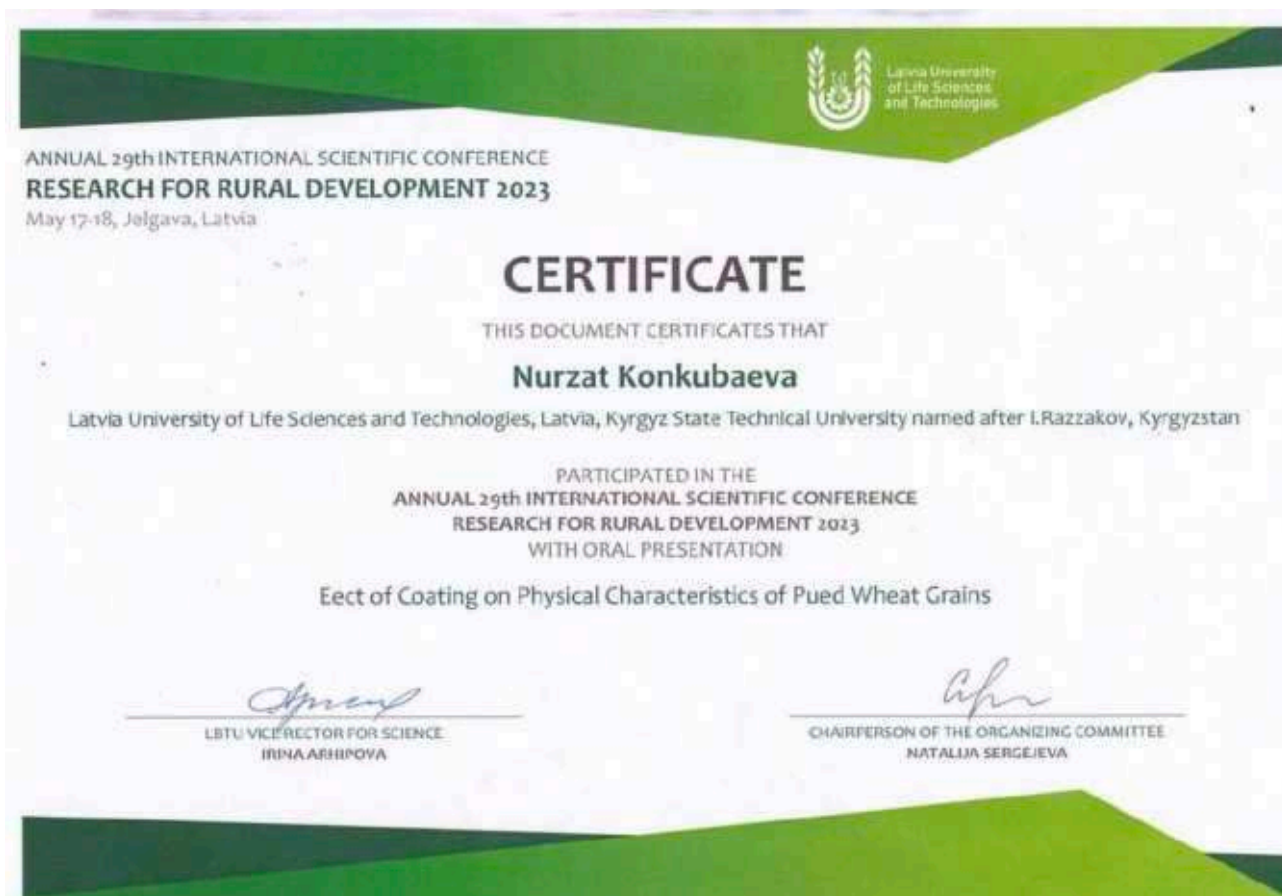 Latvia University
of Life Sciences
and Technologies
ANNUAL 29th INTERNATIONAL SCIENTIFIC CONFERENCE
RESEARCH FOR RURAL DEVELOPMENT 2023
May 17-18, Jelgava, Latvia
CERTIFICATE
THIS DOCUMENT CERTIFICATES THAT
Nurzat Konkubaeva
Latvia University of Life Sciences and Technologies, Latvia, Kyrgyz State Technical University named after I.Razzakov, Kyrgyzstan
PARTICIPATED IN THE
ANNUAL 29th INTERNATIONAL SCIENTIFIC CONFERENCE
RESEARCH FOR RURAL DEVELOPMENT 2023
WITH ORAL PRESENTATION
Eect of Coating on Physical Characteristics of Pued Wheat Grains
LBTU VICE RECTOR FOR SCIENCE
IRINA ARHIPOVA
CHAIRPERSON OF THE ORGANIZING COMMITTEE
NATALIJA SERGEJEVA